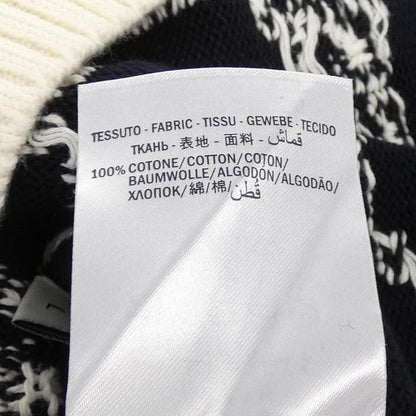 TESSUTO - FABRIC - TISSU - GEWEBE - TECIDO
ТКАНЬ - 表地 - 面料 - قماش
100% COTONE/COTTON/COTON/
BAUMWOLLE/ALGODÓN/ALGODÃO/
ХЛОПОК/綿/棉/قُطن